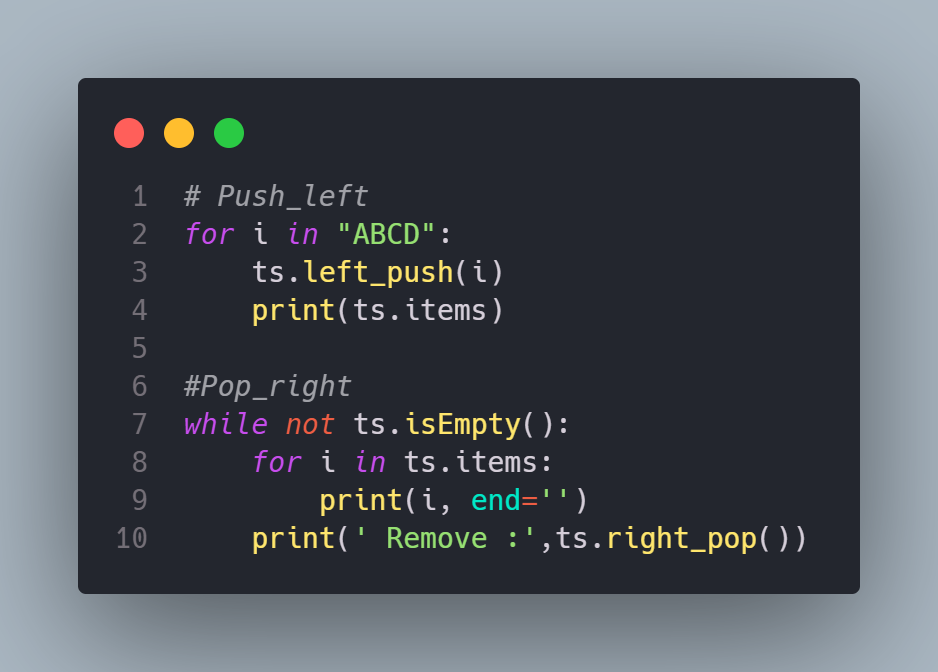 1 # Push_left
2 for i in "ABCD":
3     ts.left_push(i)
4     print(ts.items)
5
6 #Pop_right
7 while not ts.isEmpty():
8     for i in ts.items:
9         print(i, end='')
10     print(' Remove :',ts.right_pop())